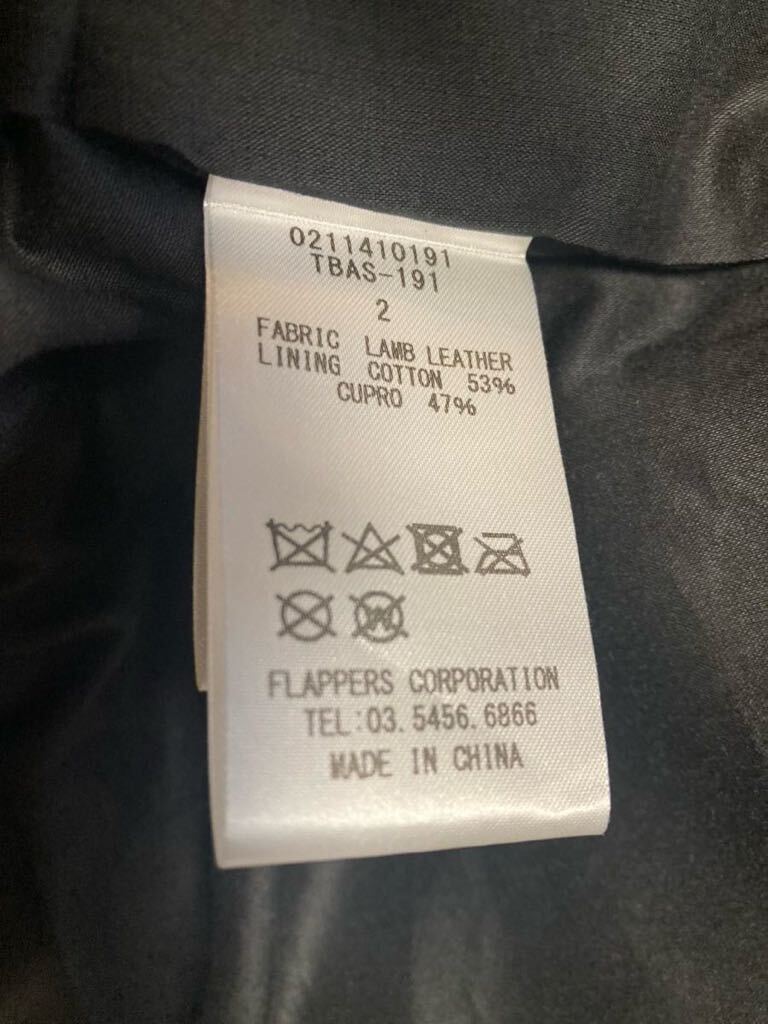 0211410191
TBAS-191
2
FABRIC LAMB LEATHER
LINING COTTON 53%
CUPRO 47%
W
FLAPPERS CORPORATION
TEL:03.5456.6866
MADE IN CHINA